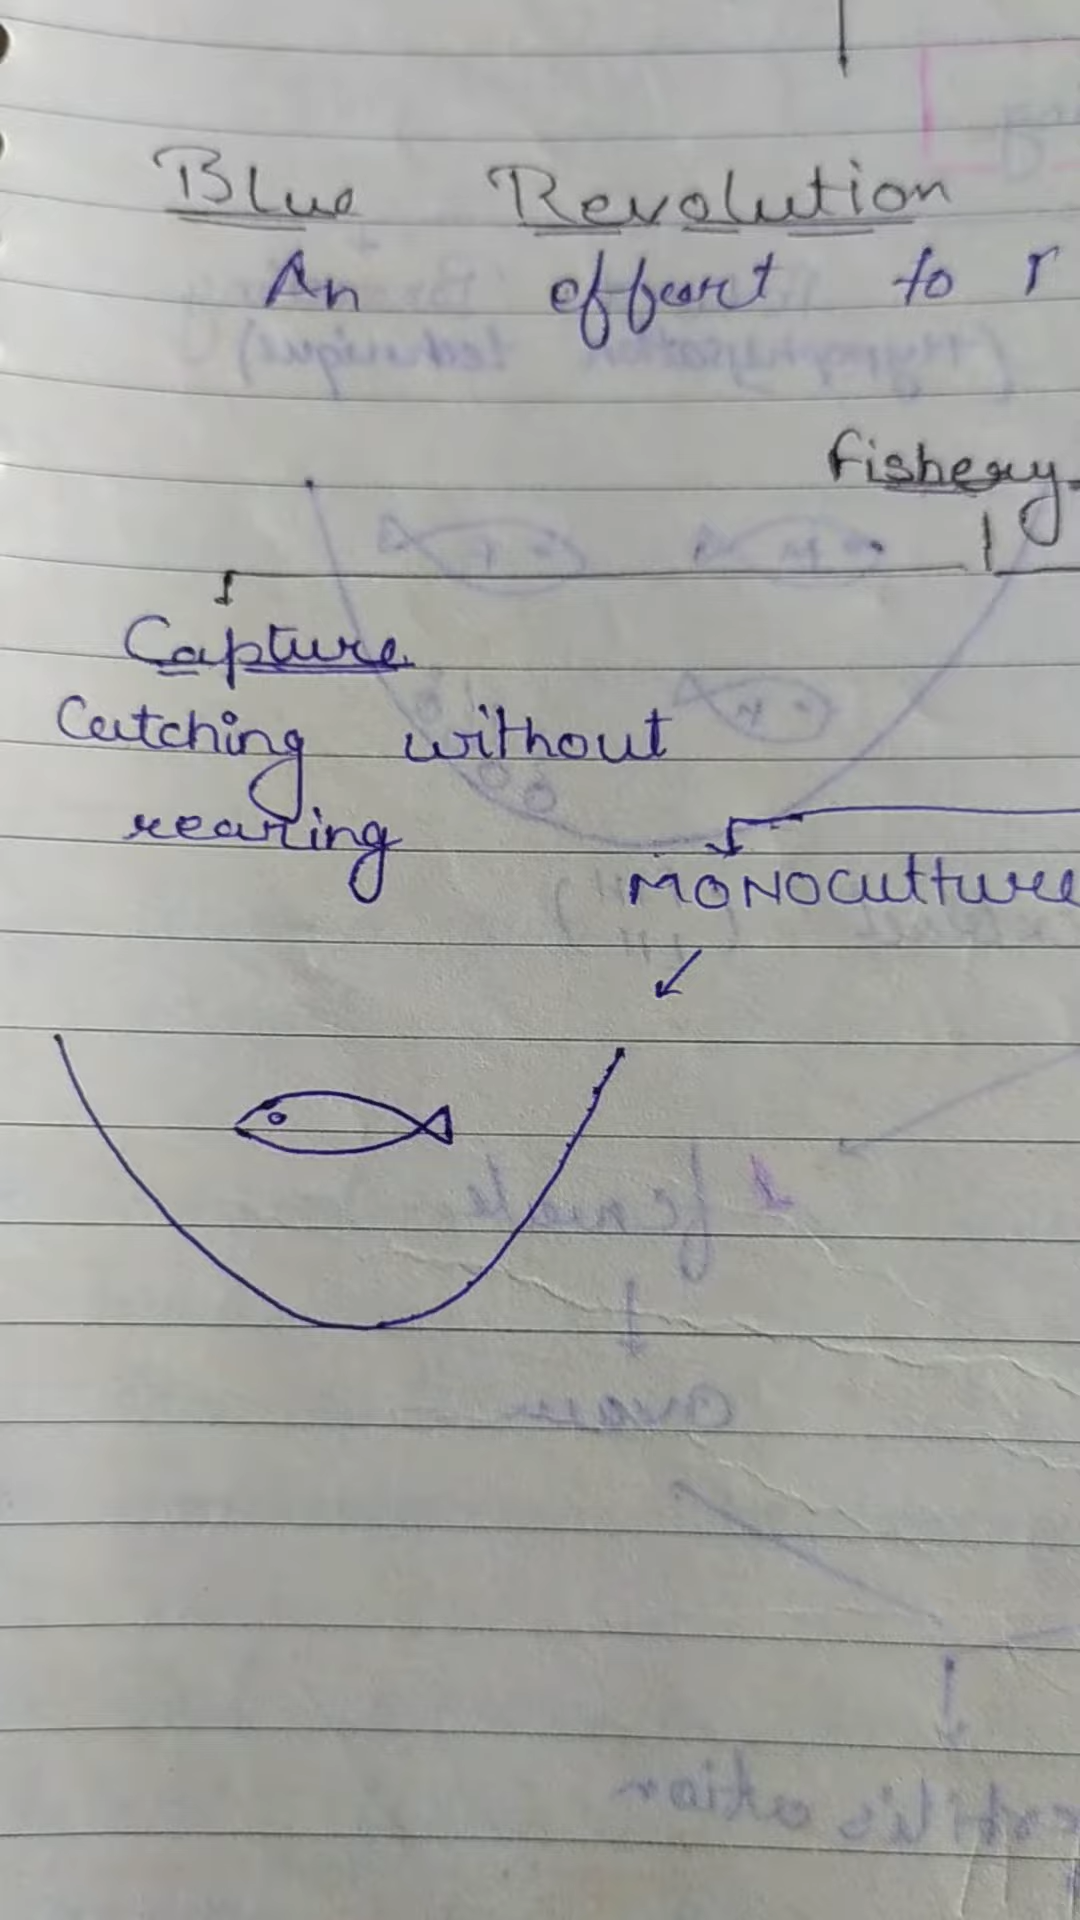 Blue Revolution
An effort to
Fishery
Capture
Catching without
rearing
MONOculture